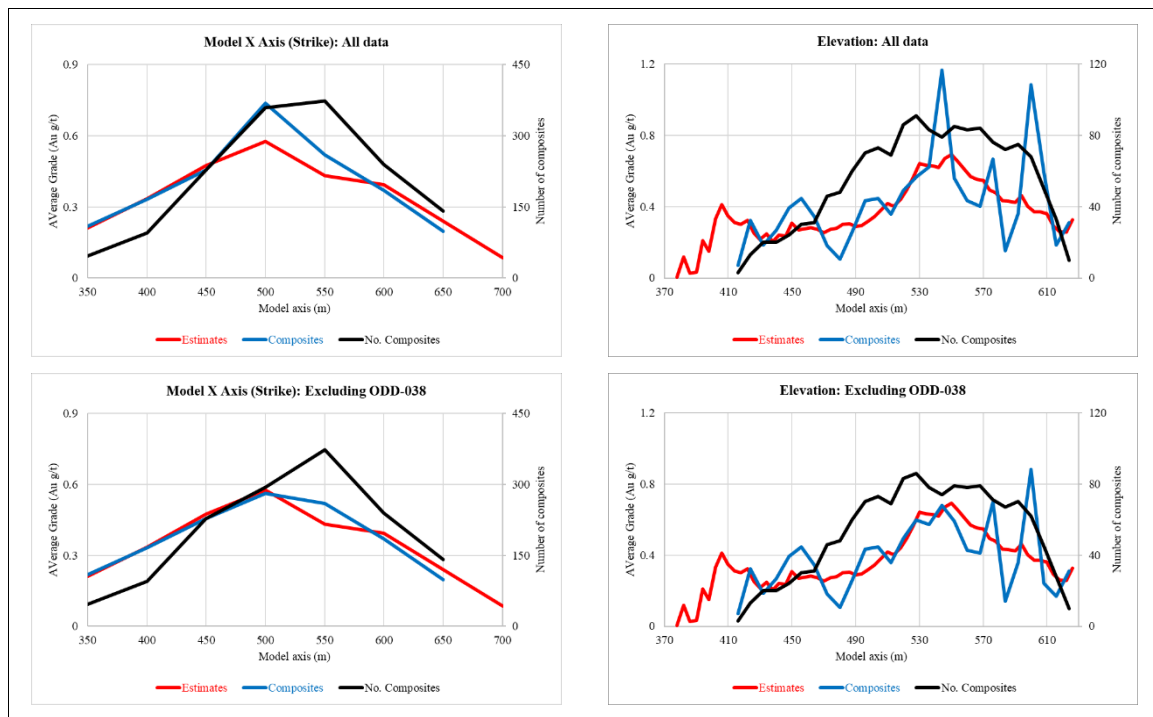 Model X Axis (Strike): All data
0.9 450
0.6 300
0.3 150
0 0
AVerage Grade (Au g/t)
Number of composites
350 400 450 500 550 600 650 700
Model axis (m)
Estimates Composites No. Composites
Elevation: All data
1.2 120
0.8 80
0.4 40
0 0
AVerage Grade (Au g/t)
Number of composites
370 410 450 490 530 570 610
Model axis (m)
Estimates Composites No. Composites
Model X Axis (Strike): Excluding ODD-038
0.9 450
0.6 300
0.3 150
0 0
AVerage Grade (Au g/t)
Number of composites
350 400 450 500 550 600 650 700
Model axis (m)
Estimates Composites No. Composites
Elevation: Excluding ODD-038
1.2 120
0.8 80
0.4 40
0 0
AVerage Grade (Au g/t)
Number of composites
370 410 450 490 530 570 610
Model axis (m)
Estimates Composites No. Composites